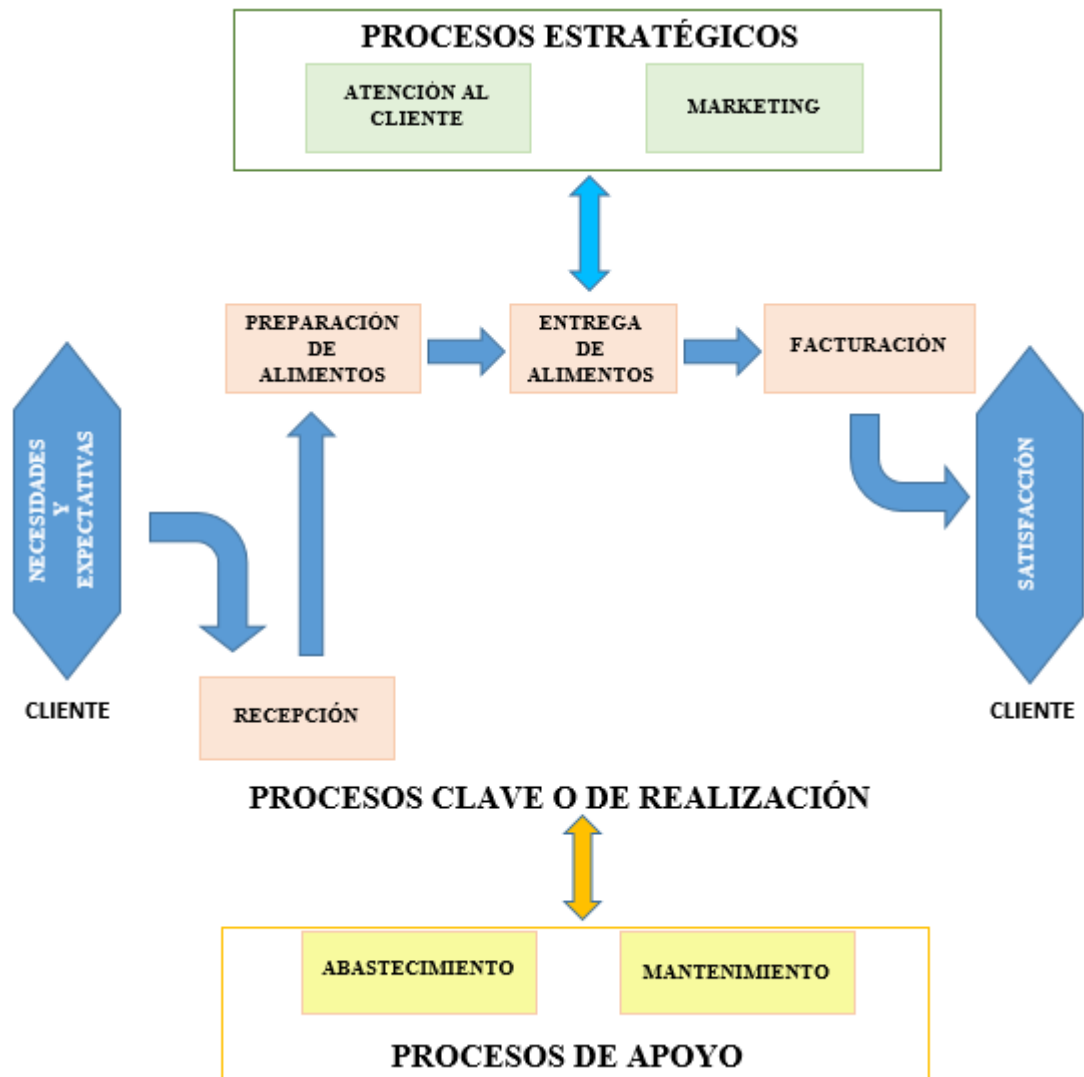 PROCESOS ESTRATÉGICOS
ATENCIÓN AL
CLIENTE
MARKETING
PREPARACIÓN
DE
ALIMENTOS
ENTREGA
DE
ALIMENTOS
FACTURACIÓN
NECESIDADES
Y
EXPECTATIVAS
SATISFACCIÓN
CLIENTE
RECEPCIÓN
CLIENTE
PROCESOS CLAVE O DE REALIZACIÓN
ABASTECIMIENTO
MANTENIMIENTO
PROCESOS DE APOYO